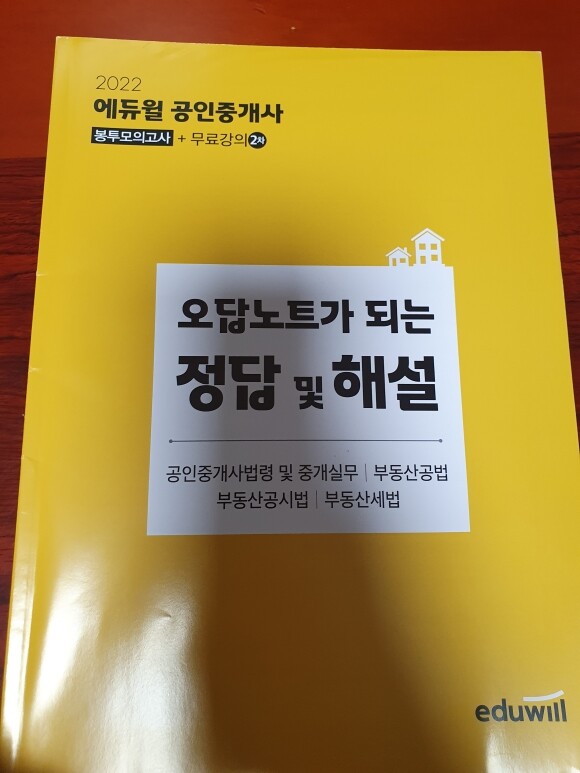 2022
에듀윌 공인중개사
봉투모의고사 + 무료강의 2차
오답노트가 되는
정답 및 해설
공인중개사법령 및 중개실무 | 부동산공법
부동산공시법 | 부동산세법
eduwill